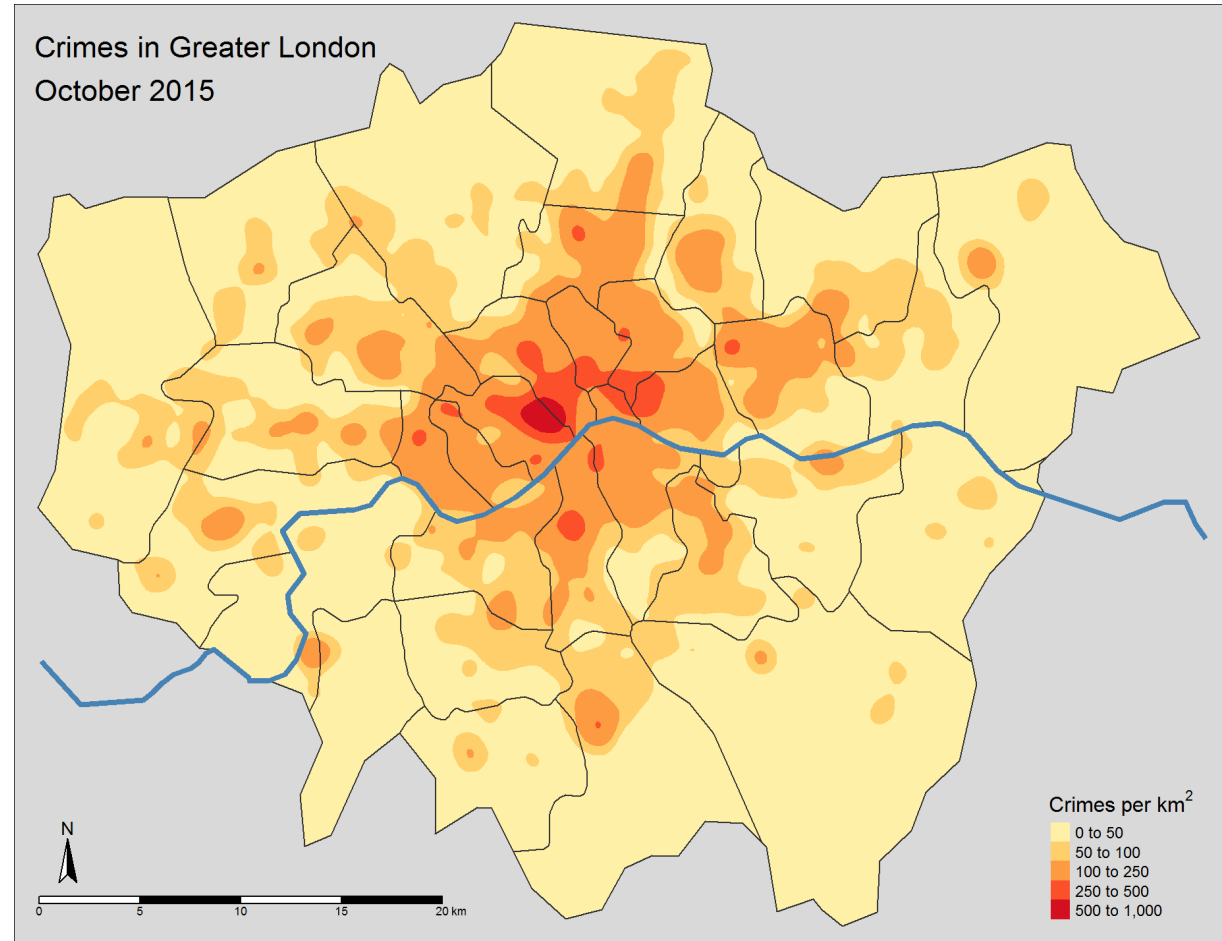 Crimes in Greater London
October 2015
N
0 5 10 15 20 km
Crimes per km²
0 to 50
50 to 100
100 to 250
250 to 500
500 to 1,000